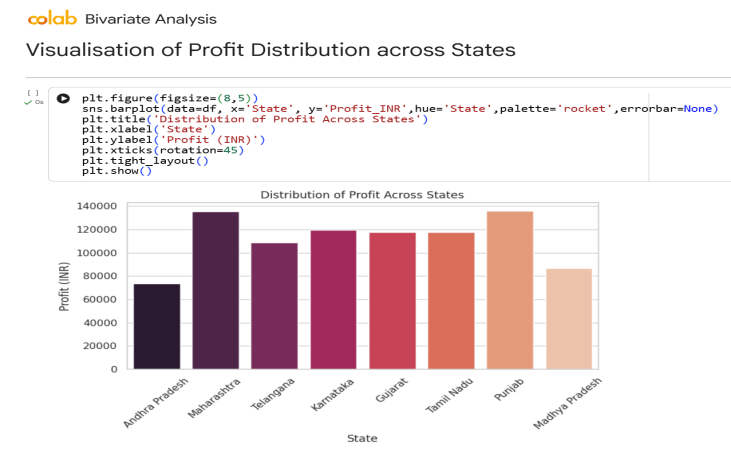 colab Bivariate Analysis
Visualisation of Profit Distribution across States
[ ]
✓ 0s
plt.figure(figsize=(8,5))
sns.barplot(data=df, x='State', y='Profit_INR',hue='State',palette='rocket',errorbar=None)
plt.title('Distribution of Profit Across States')
plt.xlabel('State')
plt.ylabel('Profit (INR)')
plt.xticks(rotation=45)
plt.tight_layout()
plt.show()
Distribution of Profit Across States
140000
120000
100000
80000
60000
40000
20000
0
Profit (INR)
Andhra Pradesh
Maharashtra
Telangana
Karnataka
Gujarat
Tamil Nadu
Punjab
Madhya Pradesh
State